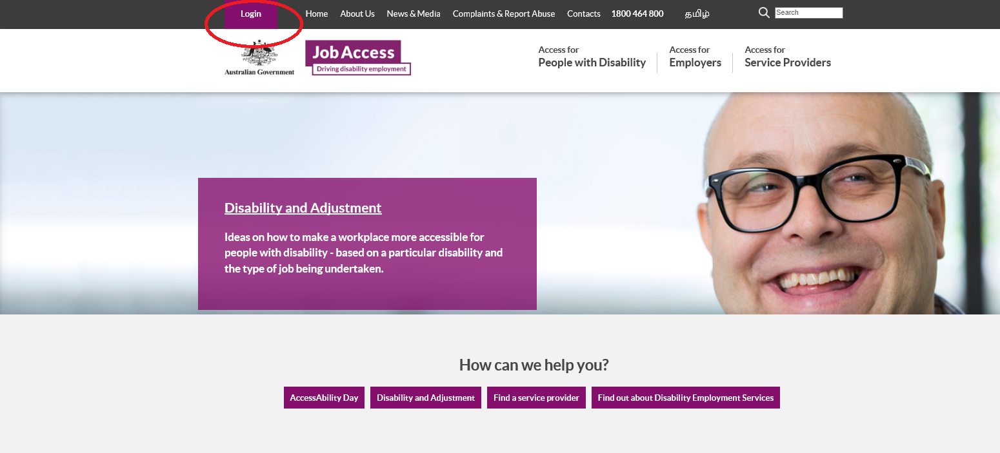 Login
Home
About Us
News & Media
Complaints & Report Abuse
Contacts
1800 464 800
தமிழ்
Search
Australian Government
Job Access
Driving disability employment
Access for
People with Disability
Access for
Employers
Access for
Service Providers
Disability and Adjustment
Ideas on how to make a workplace more accessible for
people with disability - based on a particular disability and
the type of job being undertaken.
How can we help you?
AccessAbility Day
Disability and Adjustment
Find a service provider
Find out about Disability Employment Services